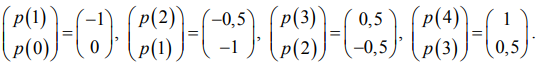 (p(1) p(0)) = (−1 0), (p(2) p(1)) = (−0,5 −1), (p(3) p(2)) = (0,5 −0,5), (p(4) p(3)) = (1 0,5).